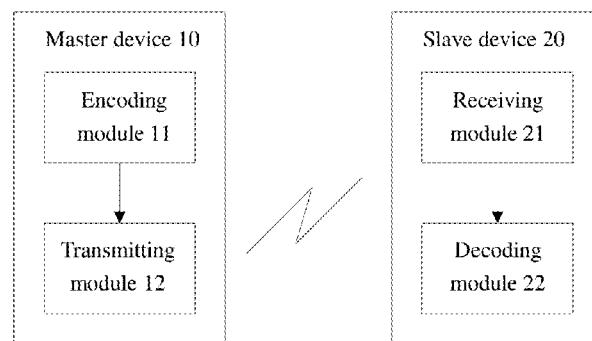 Master device 10
Encoding
module 11
Transmitting
module 12
Slave device 20
Receiving
module 21
Decoding
module 22